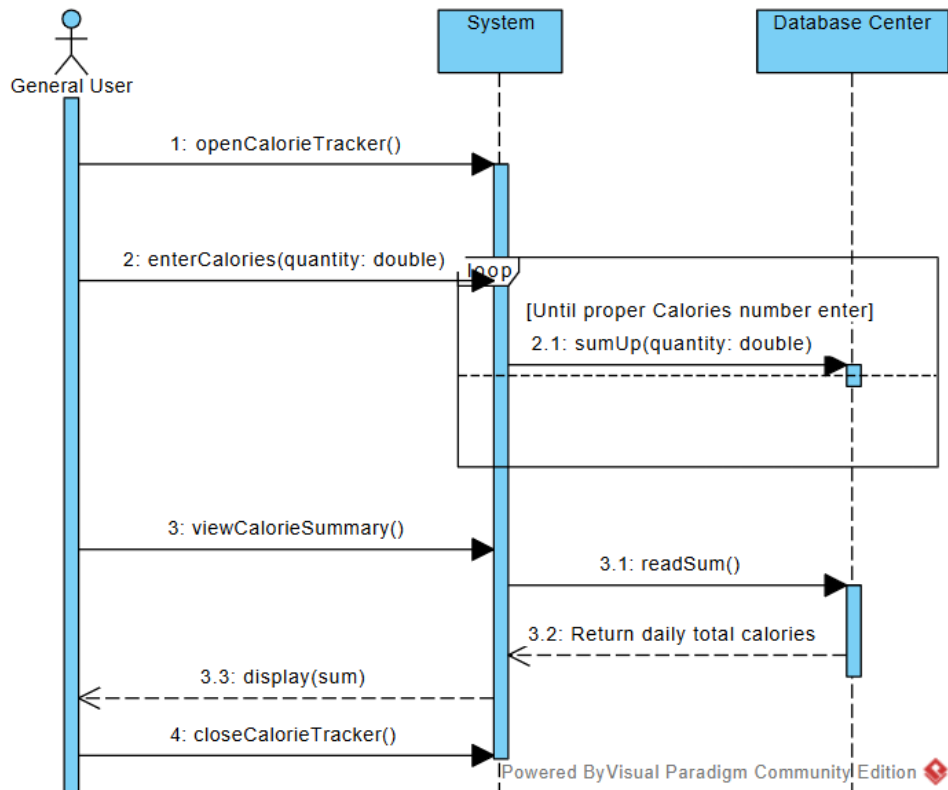 System
Database Center
General User
1: openCalorieTracker()
2: enterCalories(quantity: double)
loop
[Until proper Calories number enter]
2.1: sumUp(quantity: double)
3: viewCalorieSummary()
3.1: readSum()
3.2: Return daily total calories
3.3: display(sum)
4: closeCalorieTracker()
Powered ByVisual Paradigm Community Edition